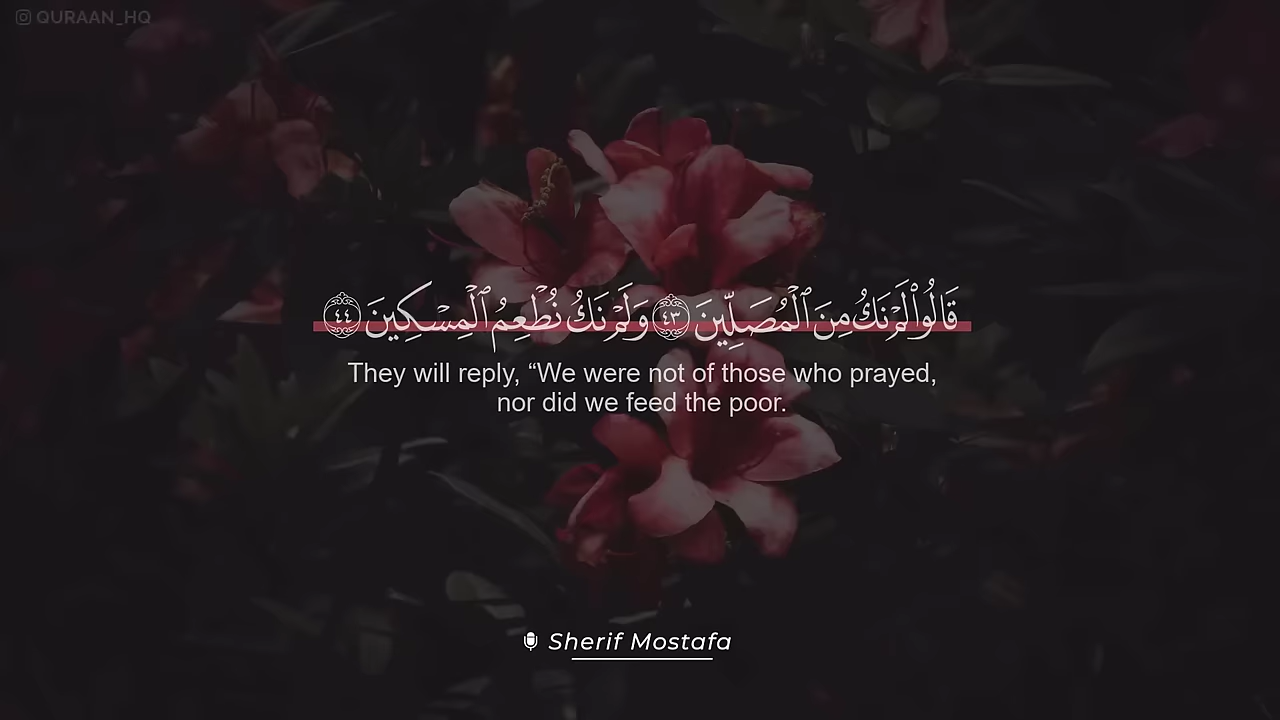 QURAAN_HQ
قَالُوا۟ لَمْ نَكُ مِنَ ٱلْمُصَلِّينَ ٤٣ وَلَمْ نَكُ نُطْعِمُ ٱلْمِسْكِينَ ٤٤
They will reply, “We were not of those who prayed,
nor did we feed the poor.
Sherif Mostafa